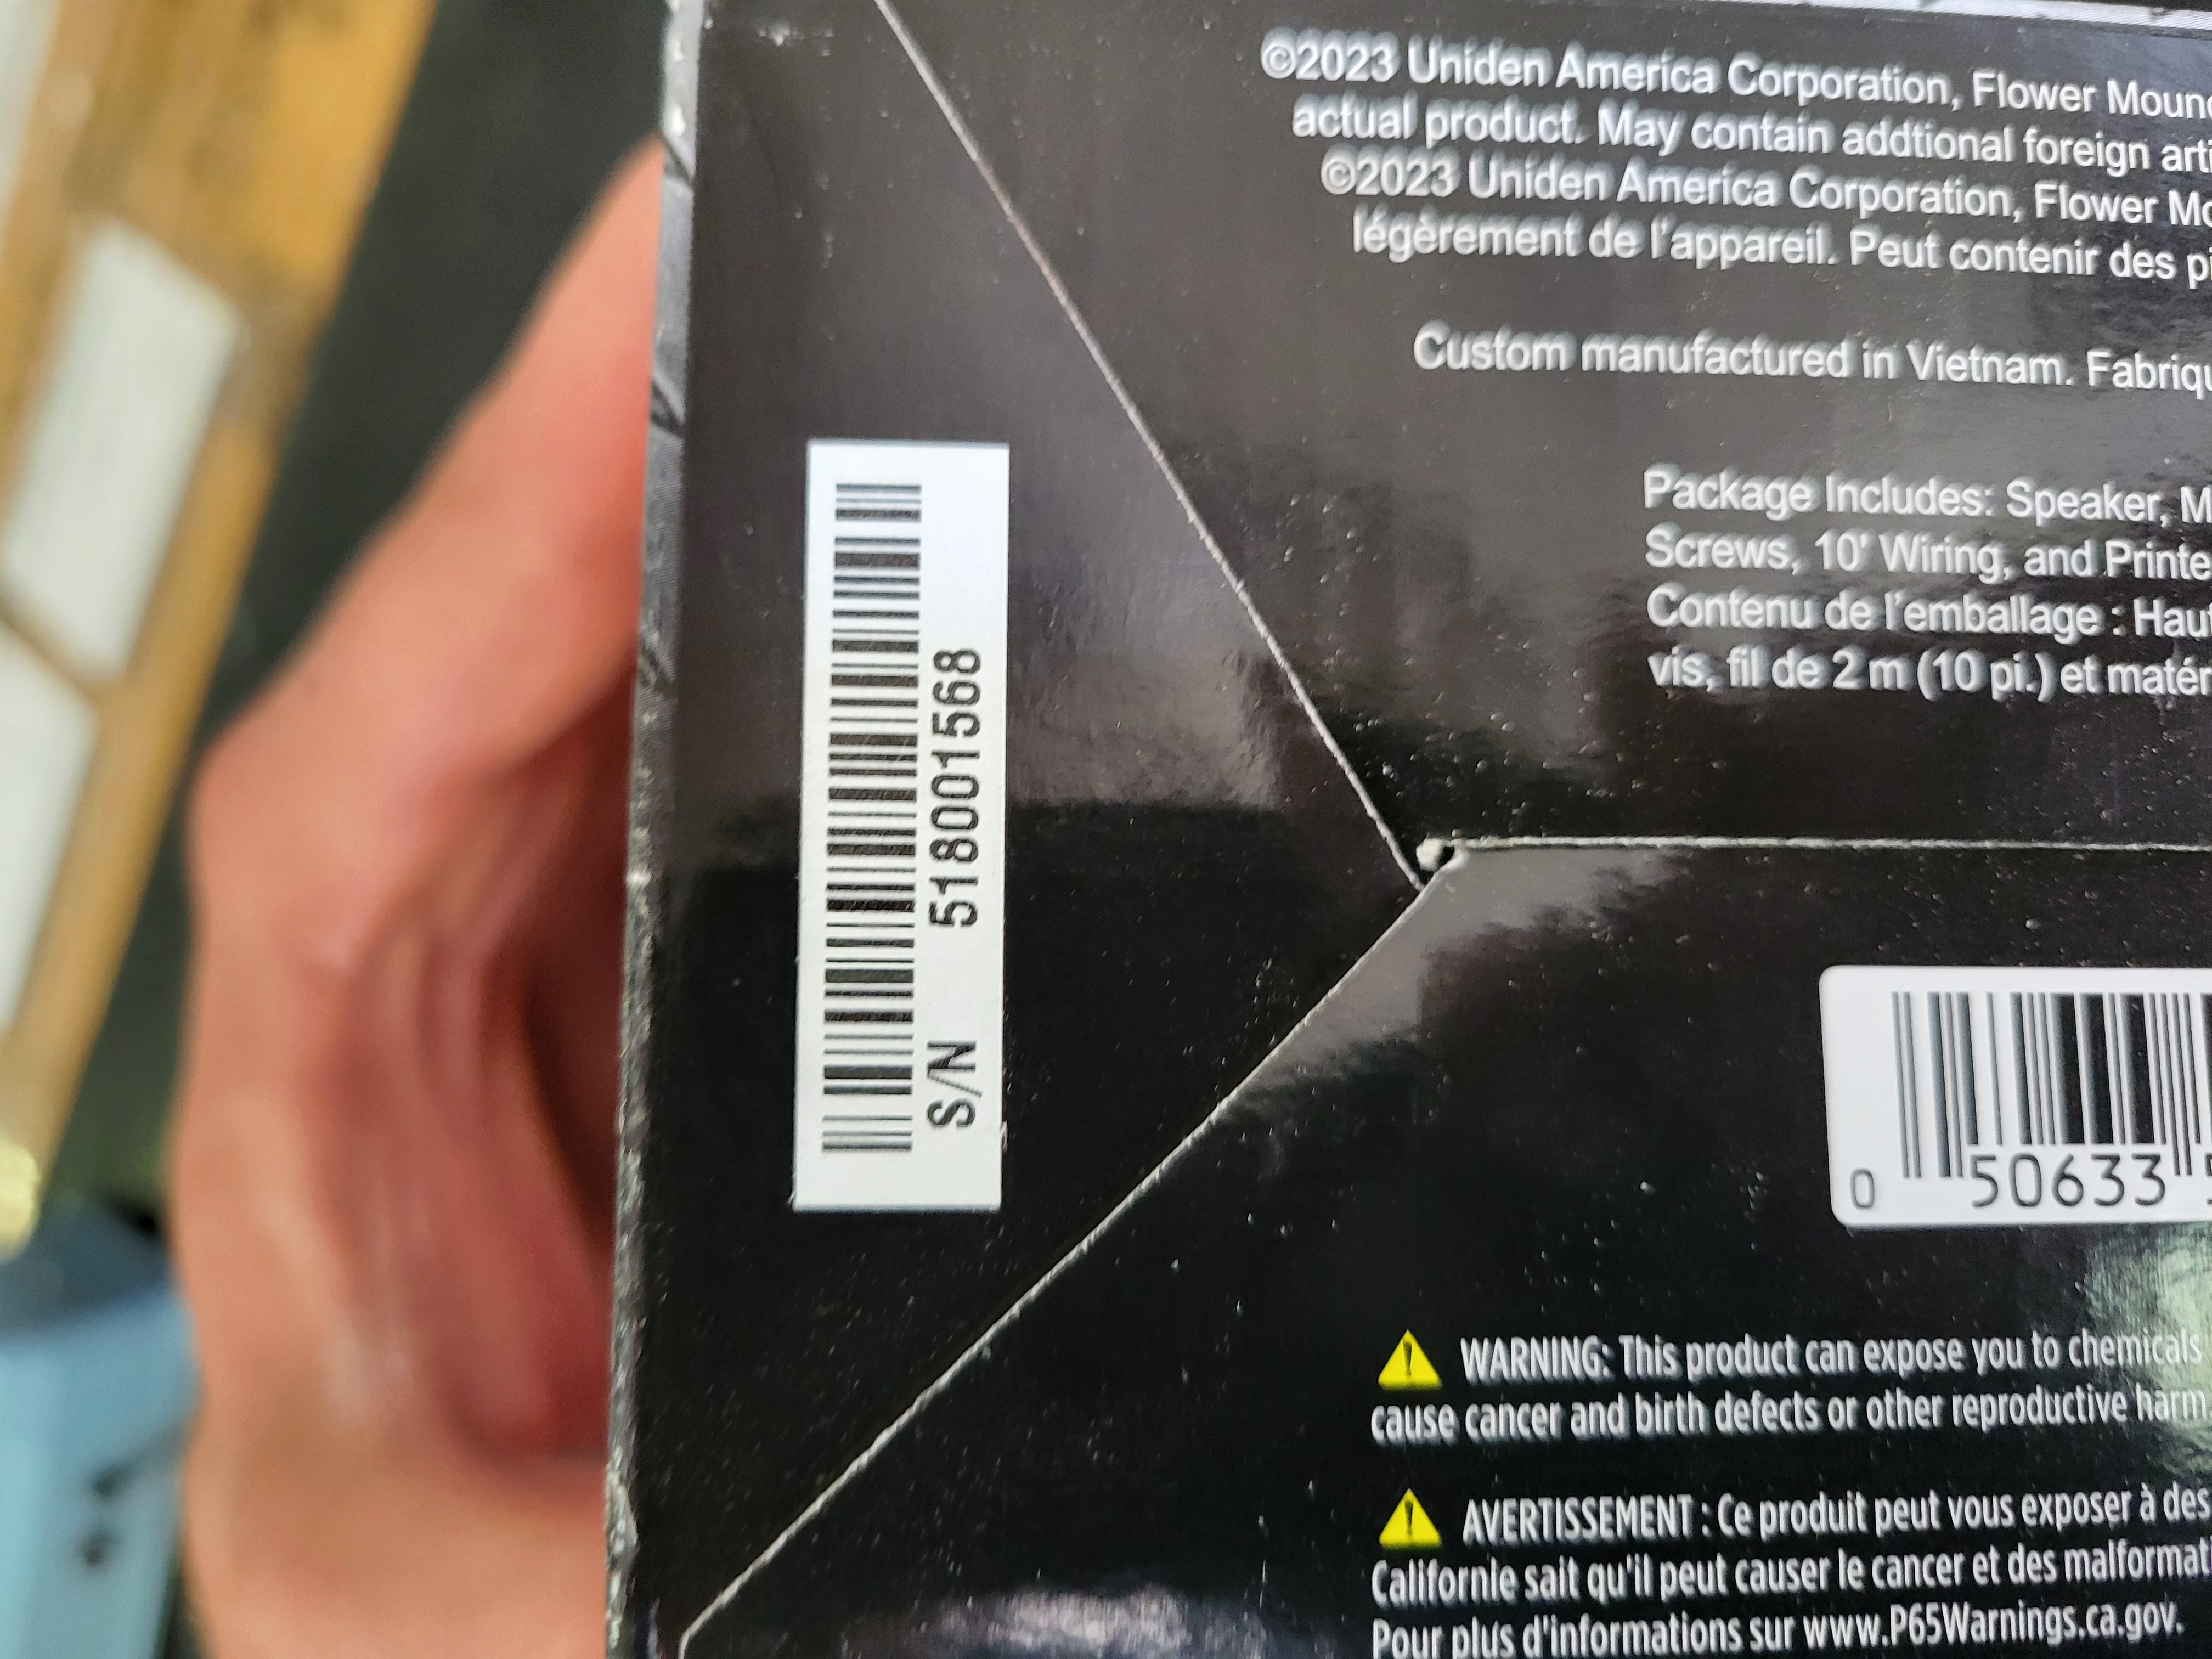 ©2023 Uniden America Corporation, Flower
actual product. May contain addtional foreign
©2023 Uniden America Corporation, Flower
légèrement de l'appareil. Peut contenir des
Custom manufactured in Vietnam.
Package Includes: Speaker,
Screws, 10' Wiring, and
Contenu de l'emballage :
vis, fil de 2 m (10 pi.) et
S/N 518001568
0 50633
WARNING: This product can expose you to chemicals
cause cancer and birth defects or other reproductive harm
AVERTISSEMENT : Ce produit peut vous exposer à des
Californie sait qu'il peut causer le cancer et des
Pour plus d'informations sur www.P65Warnings.ca.gov.